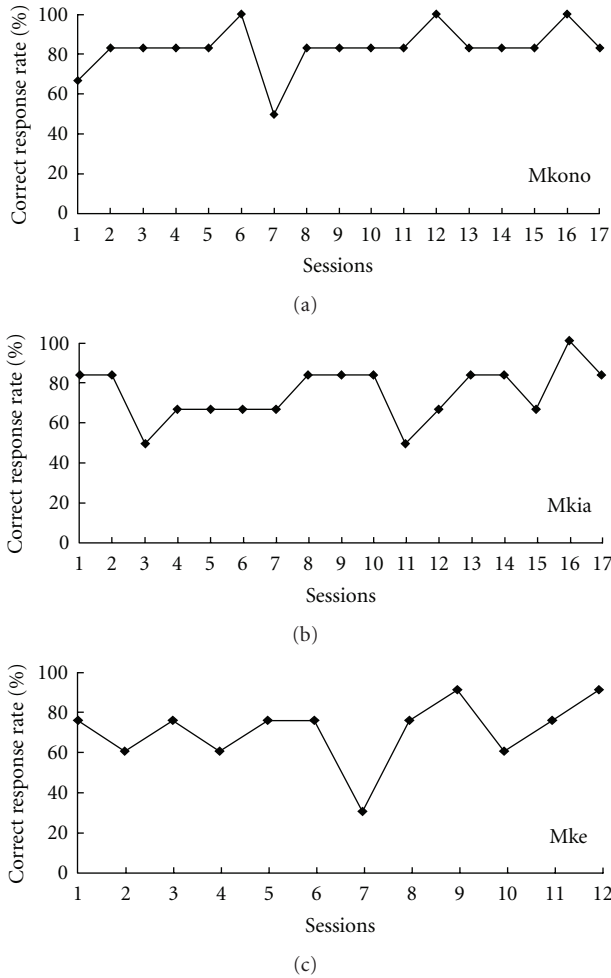 Correct response rate (%)
100
80
60
40
20
0
Mkono
1 2 3 4 5 6 7 8 9 10 11 12 13 14 15 16 17
Sessions
(a)
Correct response rate (%)
100
80
60
40
20
0
Mkia
1 2 3 4 6 5 7 8 9 10 11 12 13 14 15 16 17
Sessions
(b)
Correct response rate (%)
100
80
60
40
20
0
Mke
1 2 3 4 5 6 7 8 9 10 11 12
Sessions
(c)